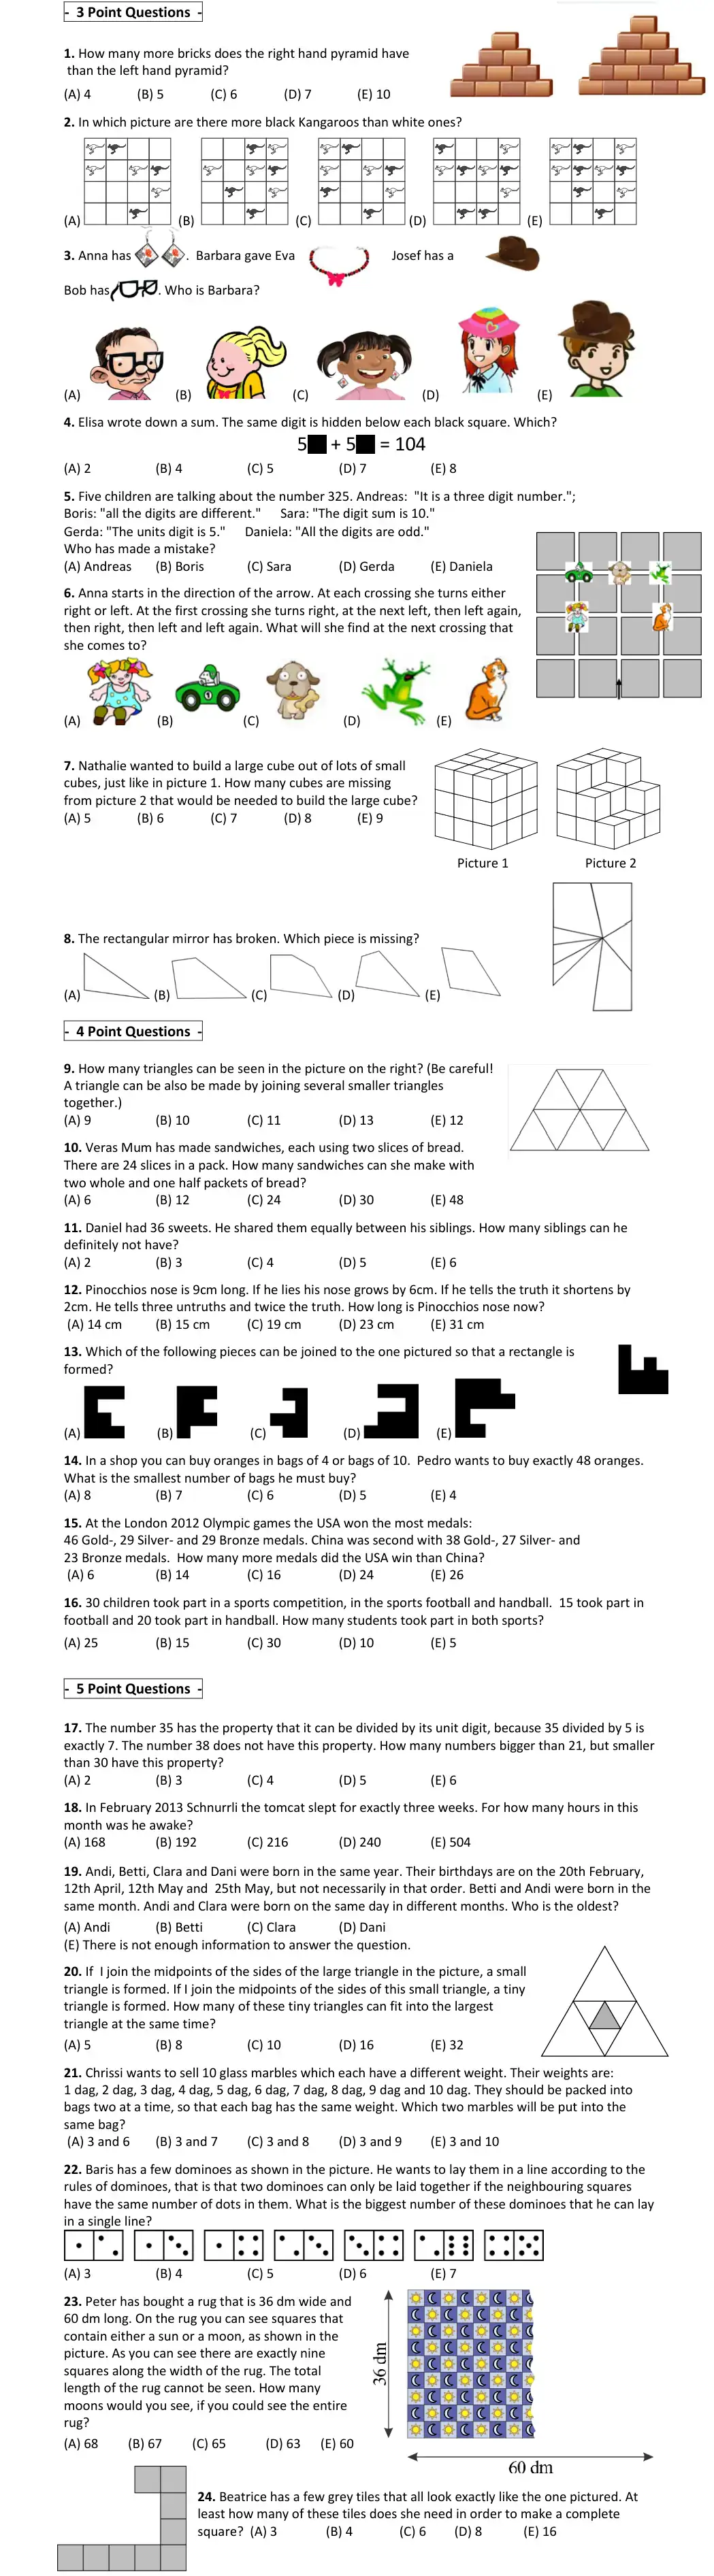 - 3 Point Questions -
1. How many more bricks does the right hand pyramid have
than the left hand pyramid?
(A) 4 (B) 5 (C) 6 (D) 7 (E) 10
2. In which picture are there more black Kangaroos than white ones?
(A) (B) (C) (D) (E)
3. Anna has . Barbara gave Eva Josef has a
Bob has . Who is Barbara?
(A) (B) (C) (D) (E)
4. Elisa wrote down a sum. The same digit is hidden below each black square. Which?
5■ + 5■ = 104
(A) 2 (B) 4 (C) 5 (D) 7 (E) 8
5. Five children are talking about the number 325. Andreas: "It is a three digit number.";
Boris: "all the digits are different." Sara: "The digit sum is 10."
Gerda: "The units digit is 5." Daniela: "All the digits are odd."
Who has made a mistake?
(A) Andreas (B) Boris (C) Sara (D) Gerda (E) Daniela
6. Anna starts in the direction of the arrow. At each crossing she turns either
right or left. At the first crossing she turns right, at the next left, then left again,
then right, then left and left again. What will she find at the next crossing that
she comes to?
(A) (B) (C) (D) (E)
7. Nathalie wanted to build a large cube out of lots of small
cubes, just like in picture 1. How many cubes are missing
from picture 2 that would be needed to build the large cube?
(A) 5 (B) 6 (C) 7 (D) 8 (E) 9
Picture 1 Picture 2
8. The rectangular mirror has broken. Which piece is missing?
(A) (B) (C) (D) (E)
- 4 Point Questions -
9. How many triangles can be seen in the picture on the right? (Be careful!
A triangle can be also be made by joining several smaller triangles
together.)
(A) 9 (B) 10 (C) 11 (D) 13 (E) 12
10. Veras Mum has made sandwiches, each using two slices of bread.
There are 24 slices in a pack. How many sandwiches can she make with
two whole and one half packets of bread?
(A) 6 (B) 12 (C) 24 (D) 30 (E) 48
11. Daniel had 36 sweets. He shared them equally between his siblings. How many siblings can he
definitely not have?
(A) 2 (B) 3 (C) 4 (D) 5 (E) 6
12. Pinocchios nose is 9cm long. If he lies his nose grows by 6cm. If he tells the truth it shortens by
2cm. He tells three untruths and twice the truth. How long is Pinocchios nose now?
(A) 14 cm (B) 15 cm (C) 19 cm (D) 23 cm (E) 31 cm
13. Which of the following pieces can be joined to the one pictured so that a rectangle is
formed?
(A) (B) (C) (D) (E)
14. In a shop you can buy oranges in bags of 4 or bags of 10. Pedro wants to buy exactly 48 oranges.
What is the smallest number of bags he must buy?
(A) 8 (B) 7 (C) 6 (D) 5 (E) 4
15. At the London 2012 Olympic games the USA won the most medals:
46 Gold-, 29 Silver- and 29 Bronze medals. China was second with 38 Gold-, 27 Silver- and
23 Bronze medals. How many more medals did the USA win than China?
(A) 6 (B) 14 (C) 16 (D) 24 (E) 26
16. 30 children took part in a sports competition, in the sports football and handball. 15 took part in
football and 20 took part in handball. How many students took part in both sports?
(A) 25 (B) 15 (C) 30 (D) 10 (E) 5
- 5 Point Questions -
17. The number 35 has the property that it can be divided by its unit digit, because 35 divided by 5 is
exactly 7. The number 38 does not have this property. How many numbers bigger than 21, but smaller
than 30 have this property?
(A) 2 (B) 3 (C) 4 (D) 5 (E) 6
18. In February 2013 Schnurrli the tomcat slept for exactly three weeks. For how many hours in this
month was he awake?
(A) 168 (B) 192 (C) 216 (D) 240 (E) 504
19. Andi, Betti, Clara and Dani were born in the same year. Their birthdays are on the 20th February,
12th April, 12th May and 25th May, but not necessarily in that order. Betti and Andi were born in the
same month. Andi and Clara were born on the same day in different months. Who is the oldest?
(A) Andi (B) Betti (C) Clara (D) Dani
(E) There is not enough information to answer the question.
20. If I join the midpoints of the sides of the large triangle in the picture, a small
triangle is formed. If I join the midpoints of the sides of this small triangle, a tiny
triangle is formed. How many of these tiny triangles can fit into the largest
triangle at the same time?
(A) 5 (B) 8 (C) 10 (D) 16 (E) 32
21. Chrissi wants to sell 10 glass marbles which each have a different weight. Their weights are:
1 dag, 2 dag, 3 dag, 4 dag, 5 dag, 6 dag, 7 dag, 8 dag, 9 dag and 10 dag. They should be packed into
bags two at a time, so that each bag has the same weight. Which two marbles will be put into the
same bag?
(A) 3 and 6 (B) 3 and 7 (C) 3 and 8 (D) 3 and 9 (E) 3 and 10
22. Baris has a few dominoes as shown in the picture. He wants to lay them in a line according to the
rules of dominoes, that is that two dominoes can only be laid together if the neighbouring squares
have the same number of dots in them. What is the biggest number of these dominoes that he can lay
in a single line?
(A) 3 (B) 4 (C) 5 (D) 6 (E) 7
23. Peter has bought a rug that is 36 dm wide and
60 dm long. On the rug you can see squares that
contain either a sun or a moon, as shown in the
picture. As you can see there are exactly nine
squares along the width of the rug. The total
length of the rug cannot be seen. How many
moons would you see, if you could see the entire
rug?
(A) 68 (B) 67 (C) 65 (D) 63 (E) 60
36 dm
60 dm
24. Beatrice has a few grey tiles that all look exactly like the one pictured. At
least how many of these tiles does she need in order to make a complete
square? (A) 3 (B) 4 (C) 6 (D) 8 (E) 16